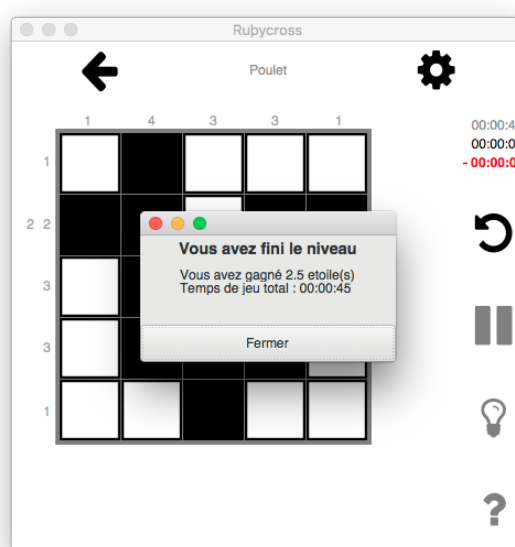 Ruþycross
Poulet
1 4 3 3 1
00:00:4
00:00:0
- 00:00:0
1
2 2
3
3
1
Vous avez fini le niveau
Vous avez gagné 2.5 etoile(s)
Temps de jeu total : 00:00:45
Fermer
?